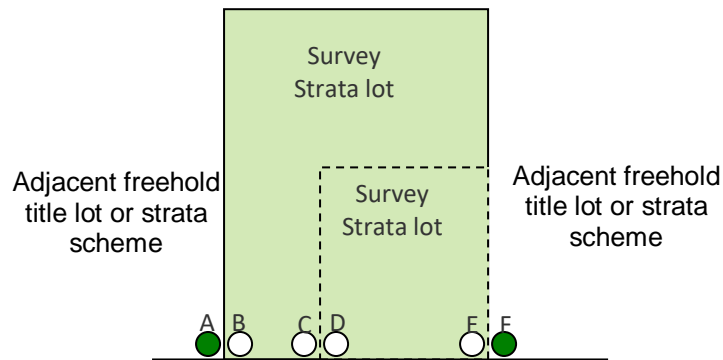 Survey
Strata lot
Adjacent freehold
title lot or strata
scheme
Survey
Strata lot
Adjacent freehold
title lot or strata
scheme
A B C D E F